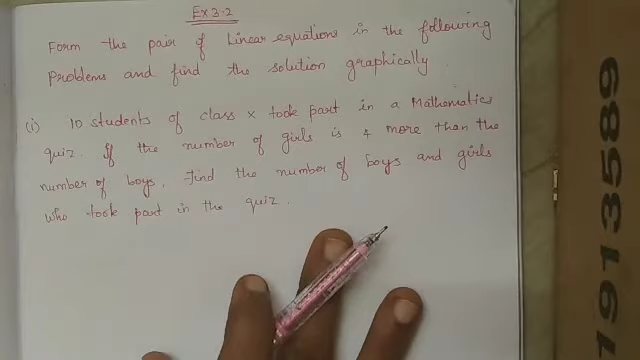 Ex 3.2
Form the pair of Linear equations in the following
Problems and find the solution graphically
(i) 10 students of class x took part in a Mathematics
quiz. If the number of girls is 4 more than the
number of boys. Find the number of boys and girls
who took part in the quiz.
1913589